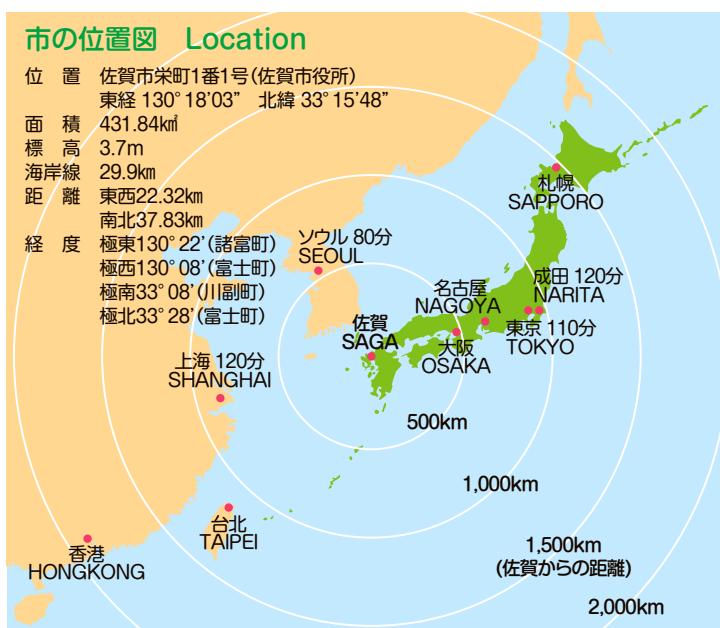 市の位置図 Location
位 置 佐賀市栄町1番1号(佐賀市役所)
東経 130°18’03” 北緯 33°15’48”
面 積 431.84㎢
標 高 3.7m
海岸線 29.9㎞
距 離 東西22.32㎞
南北37.83㎞
経 度 極東130°22’(諸富町)
極西130°08’(富士町)
極南33°08’(川副町)
極北33°28’(富士町)
札幌
SAPPORO
ソウル 80分
SEOUL
成田 120分
NARITA
名古屋
NAGOYA
東京 110分
TOKYO
佐賀
SAGA
大阪
OSAKA
上海 120分
SHANGHAI
500km
1,000km
台北
TAIPEI
香港
HONGKONG
1,500km
(佐賀からの距離)
2,000km